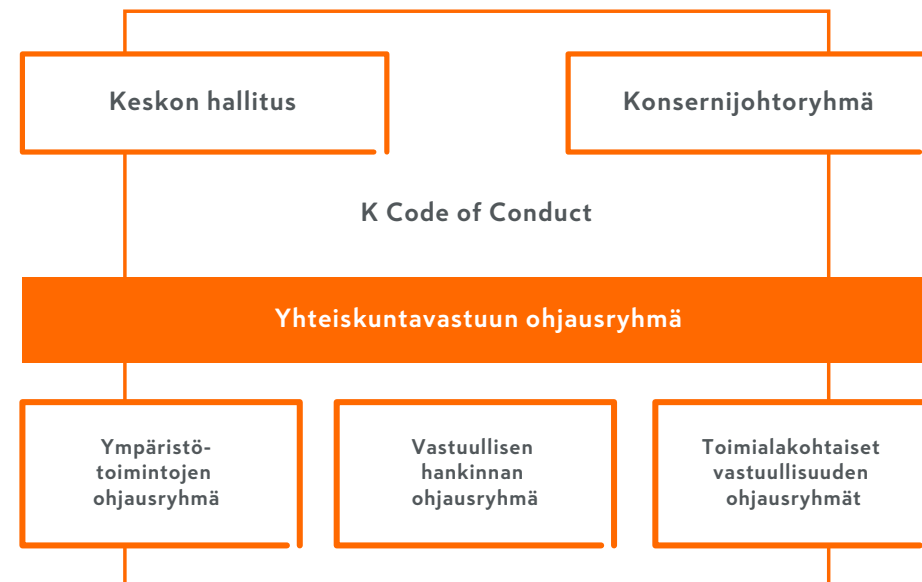 Keskon hallitus
Konsernijohtoryhmä
K Code of Conduct
Yhteiskuntavastuun ohjausryhmä
Ympäristö-
toimintojen
ohjausryhmä
Vastuullisen
hankinnan
ohjausryhmä
Toimialakohtaiset
vastuullisuuden
ohjausryhmät